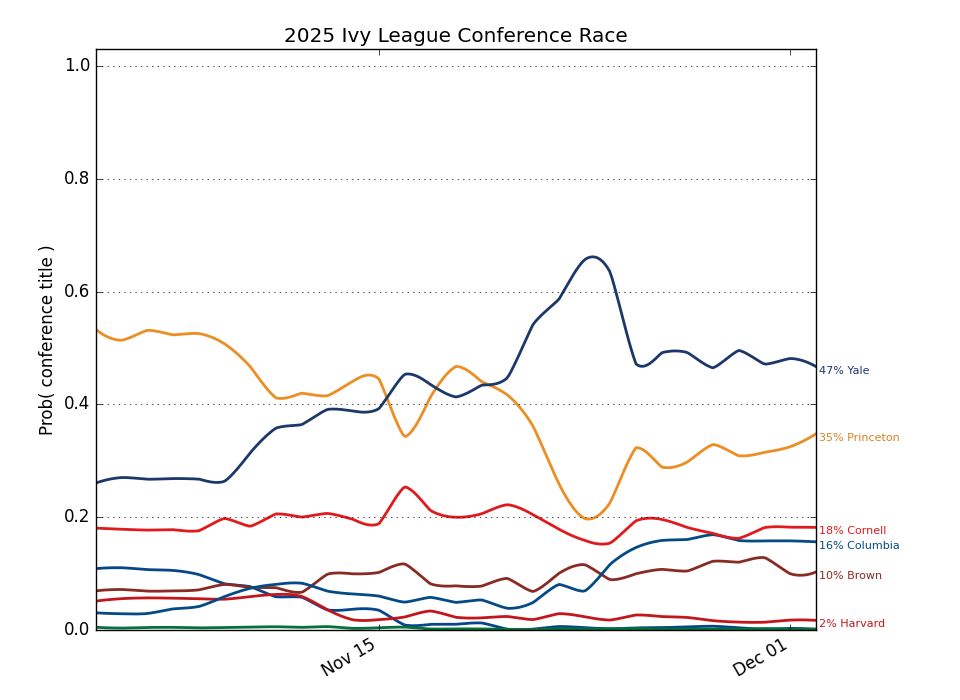 2025 Ivy League Conference Race
Prob( conference title )
1.0
0.8
0.6
0.4
0.2
0.0
47% Yale
35% Princeton
18% Cornell
16% Columbia
10% Brown
2% Harvard
Nov 15
Dec 01